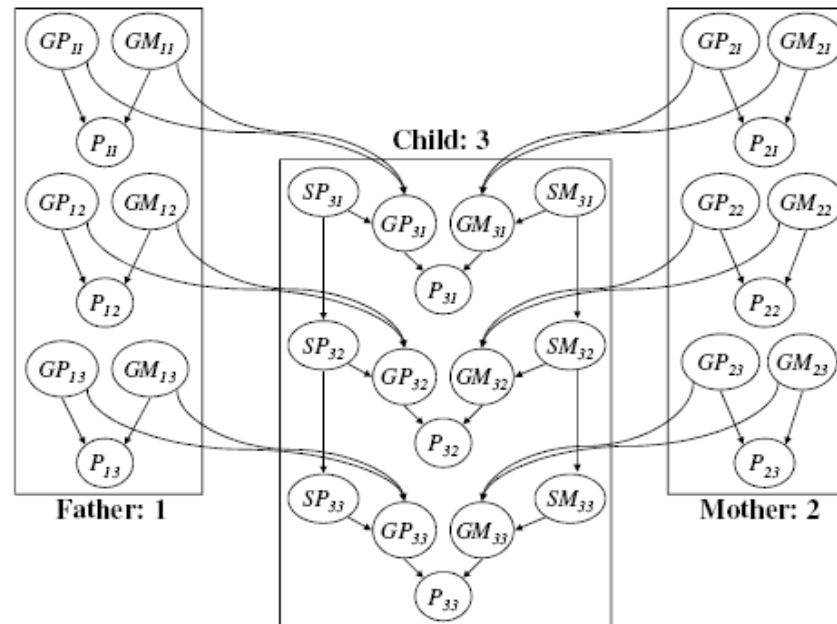 GP₁₁ GM₁₁ GP₂₁ GM₂₁
P₁₁ P₂₁
Child: 3
SP₃₁ SM₃₁
GP₁₂ GM₁₂ GP₃₁ GM₃₁ GP₂₂ GM₂₂
P₃₁
P₁₂ P₂₂
SP₃₂ SM₃₂
GP₁₃ GM₁₃ GP₃₂ GM₃₂ GP₂₃ GM₂₃
P₃₂
P₁₃ P₂₃
SP₃₃ SM₃₃
Father: 1 Mother: 2
GP₃₃ GM₃₃
P₃₃